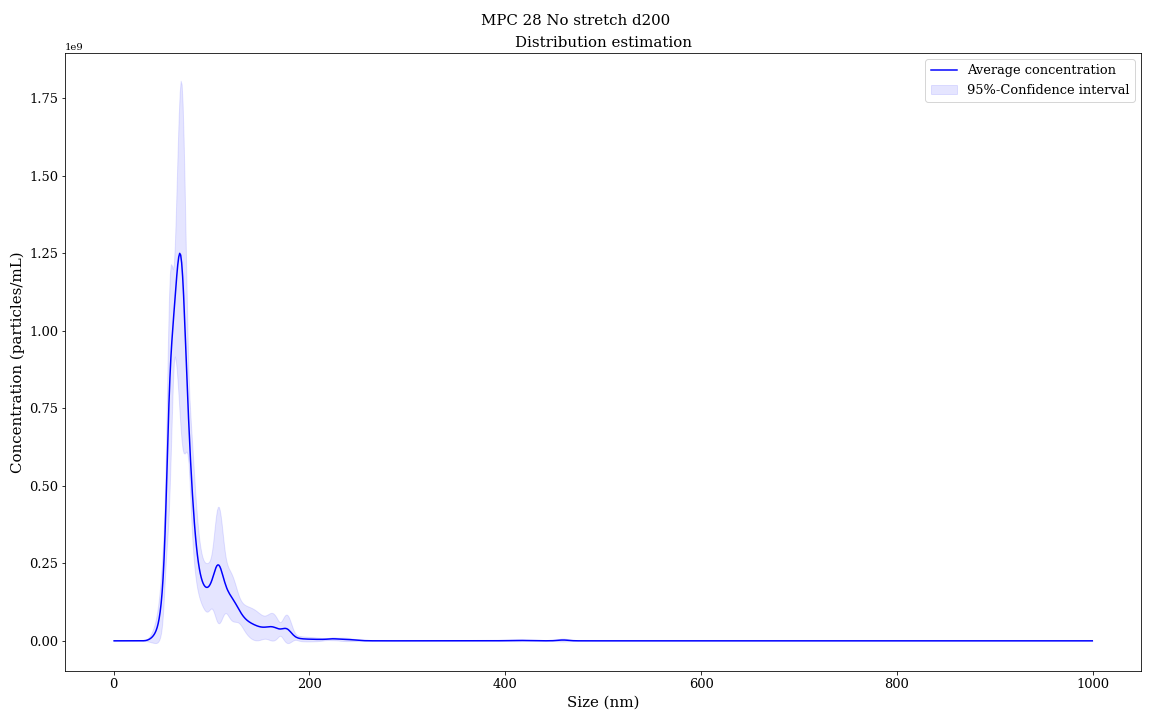 MPC 28 No stretch d200
Distribution estimation
1e9
Average concentration
95%-Confidence interval
1.75
1.50
1.25
1.00
0.75
0.50
0.25
0.00
Concentration (particles/mL)
0 200 400 600 800 1000
Size (nm)